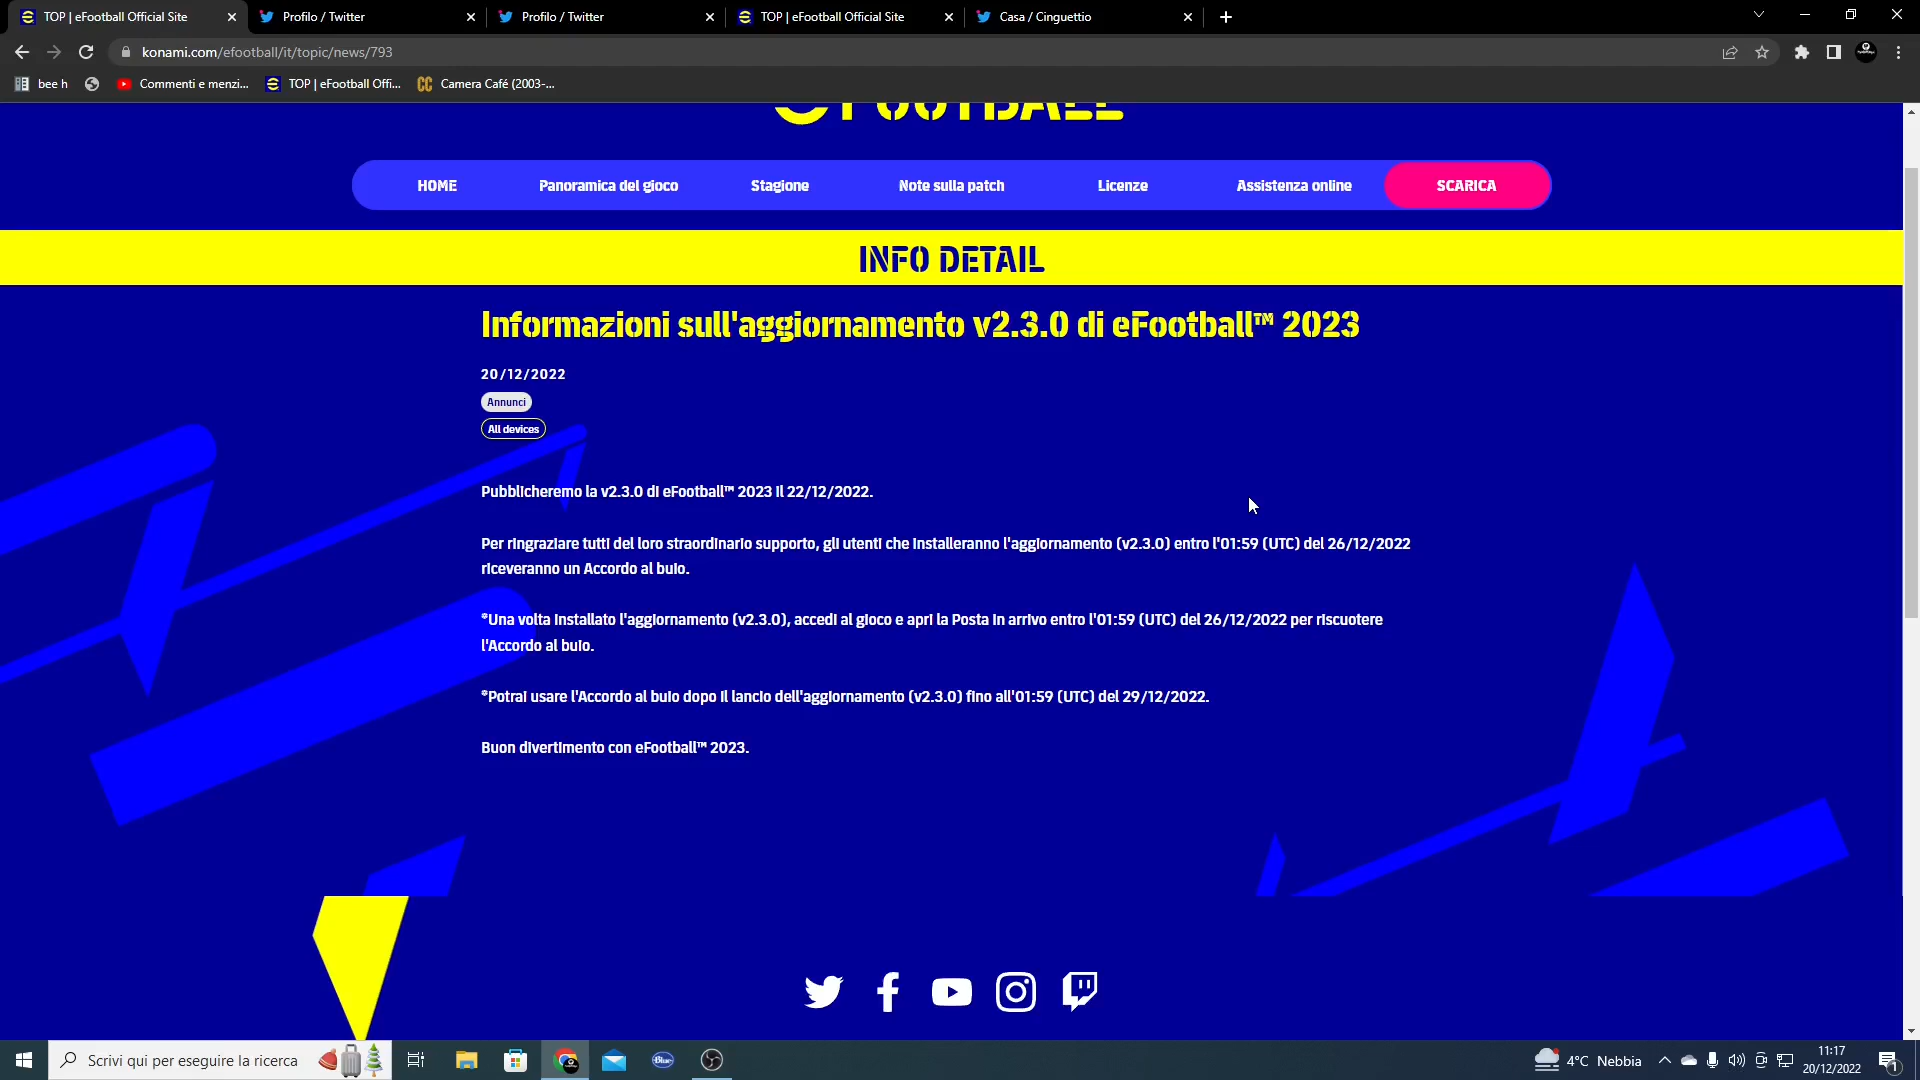 TOP | eFootball Official Site
Profilo / Twitter
Profilo / Twitter
TOP | eFootball Official Site
Casa / Cinguettio
konami.com/efootball/it/topic/news/793
bee h
Commenti e menzi...
TOP | eFootball Offi...
CC
Camera Café (2003-...
eFOOTBALL
HOME
Panoramica del gioco
Stagione
Note sulla patch
Licenze
Assistenza online
SCARICA
INFO DETAIL
Informazioni sull'aggiornamento v2.3.0 di eFootball™ 2023
20/12/2022
Annunci
All devices
Pubblicheremo la v2.3.0 di eFootball™ 2023 il 22/12/2022.
Per ringraziare tutti del loro straordinario supporto, gli utenti che installeranno l'aggiornamento (v2.3.0) entro l'01:59 (UTC) del 26/12/2022
riceveranno un Accordo al buio.
*Una volta installato l'aggiornamento (v2.3.0), accedi al gioco e apri la Posta in arrivo entro l'01:59 (UTC) del 26/12/2022 per riscuotere
l'Accordo al buio.
*Potrai usare l'Accordo al buio dopo il lancio dell'aggiornamento (v2.3.0) fino all'01:59 (UTC) del 29/12/2022.
Buon divertimento con eFootball™ 2023.
Scrivi qui per eseguire la ricerca
Blue
4°C Nebbia
11:17
20/12/2022
1